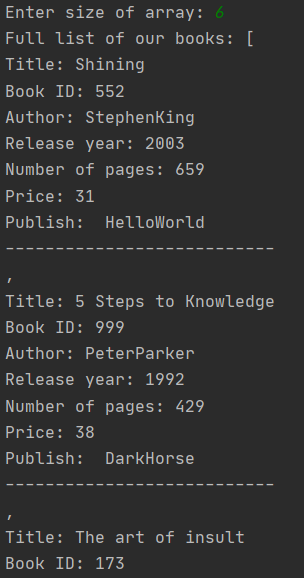 Enter size of array: 6
Full list of our books: [
Title: Shining
Book ID: 552
Author: StephenKing
Release year: 2003
Number of pages: 659
Price: 31
Publish:  HelloWorld
---------------------------
,
Title: 5 Steps to Knowledge
Book ID: 999
Author: PeterParker
Release year: 1992
Number of pages: 429
Price: 38
Publish:  DarkHorse
---------------------------
,
Title: The art of insult
Book ID: 173